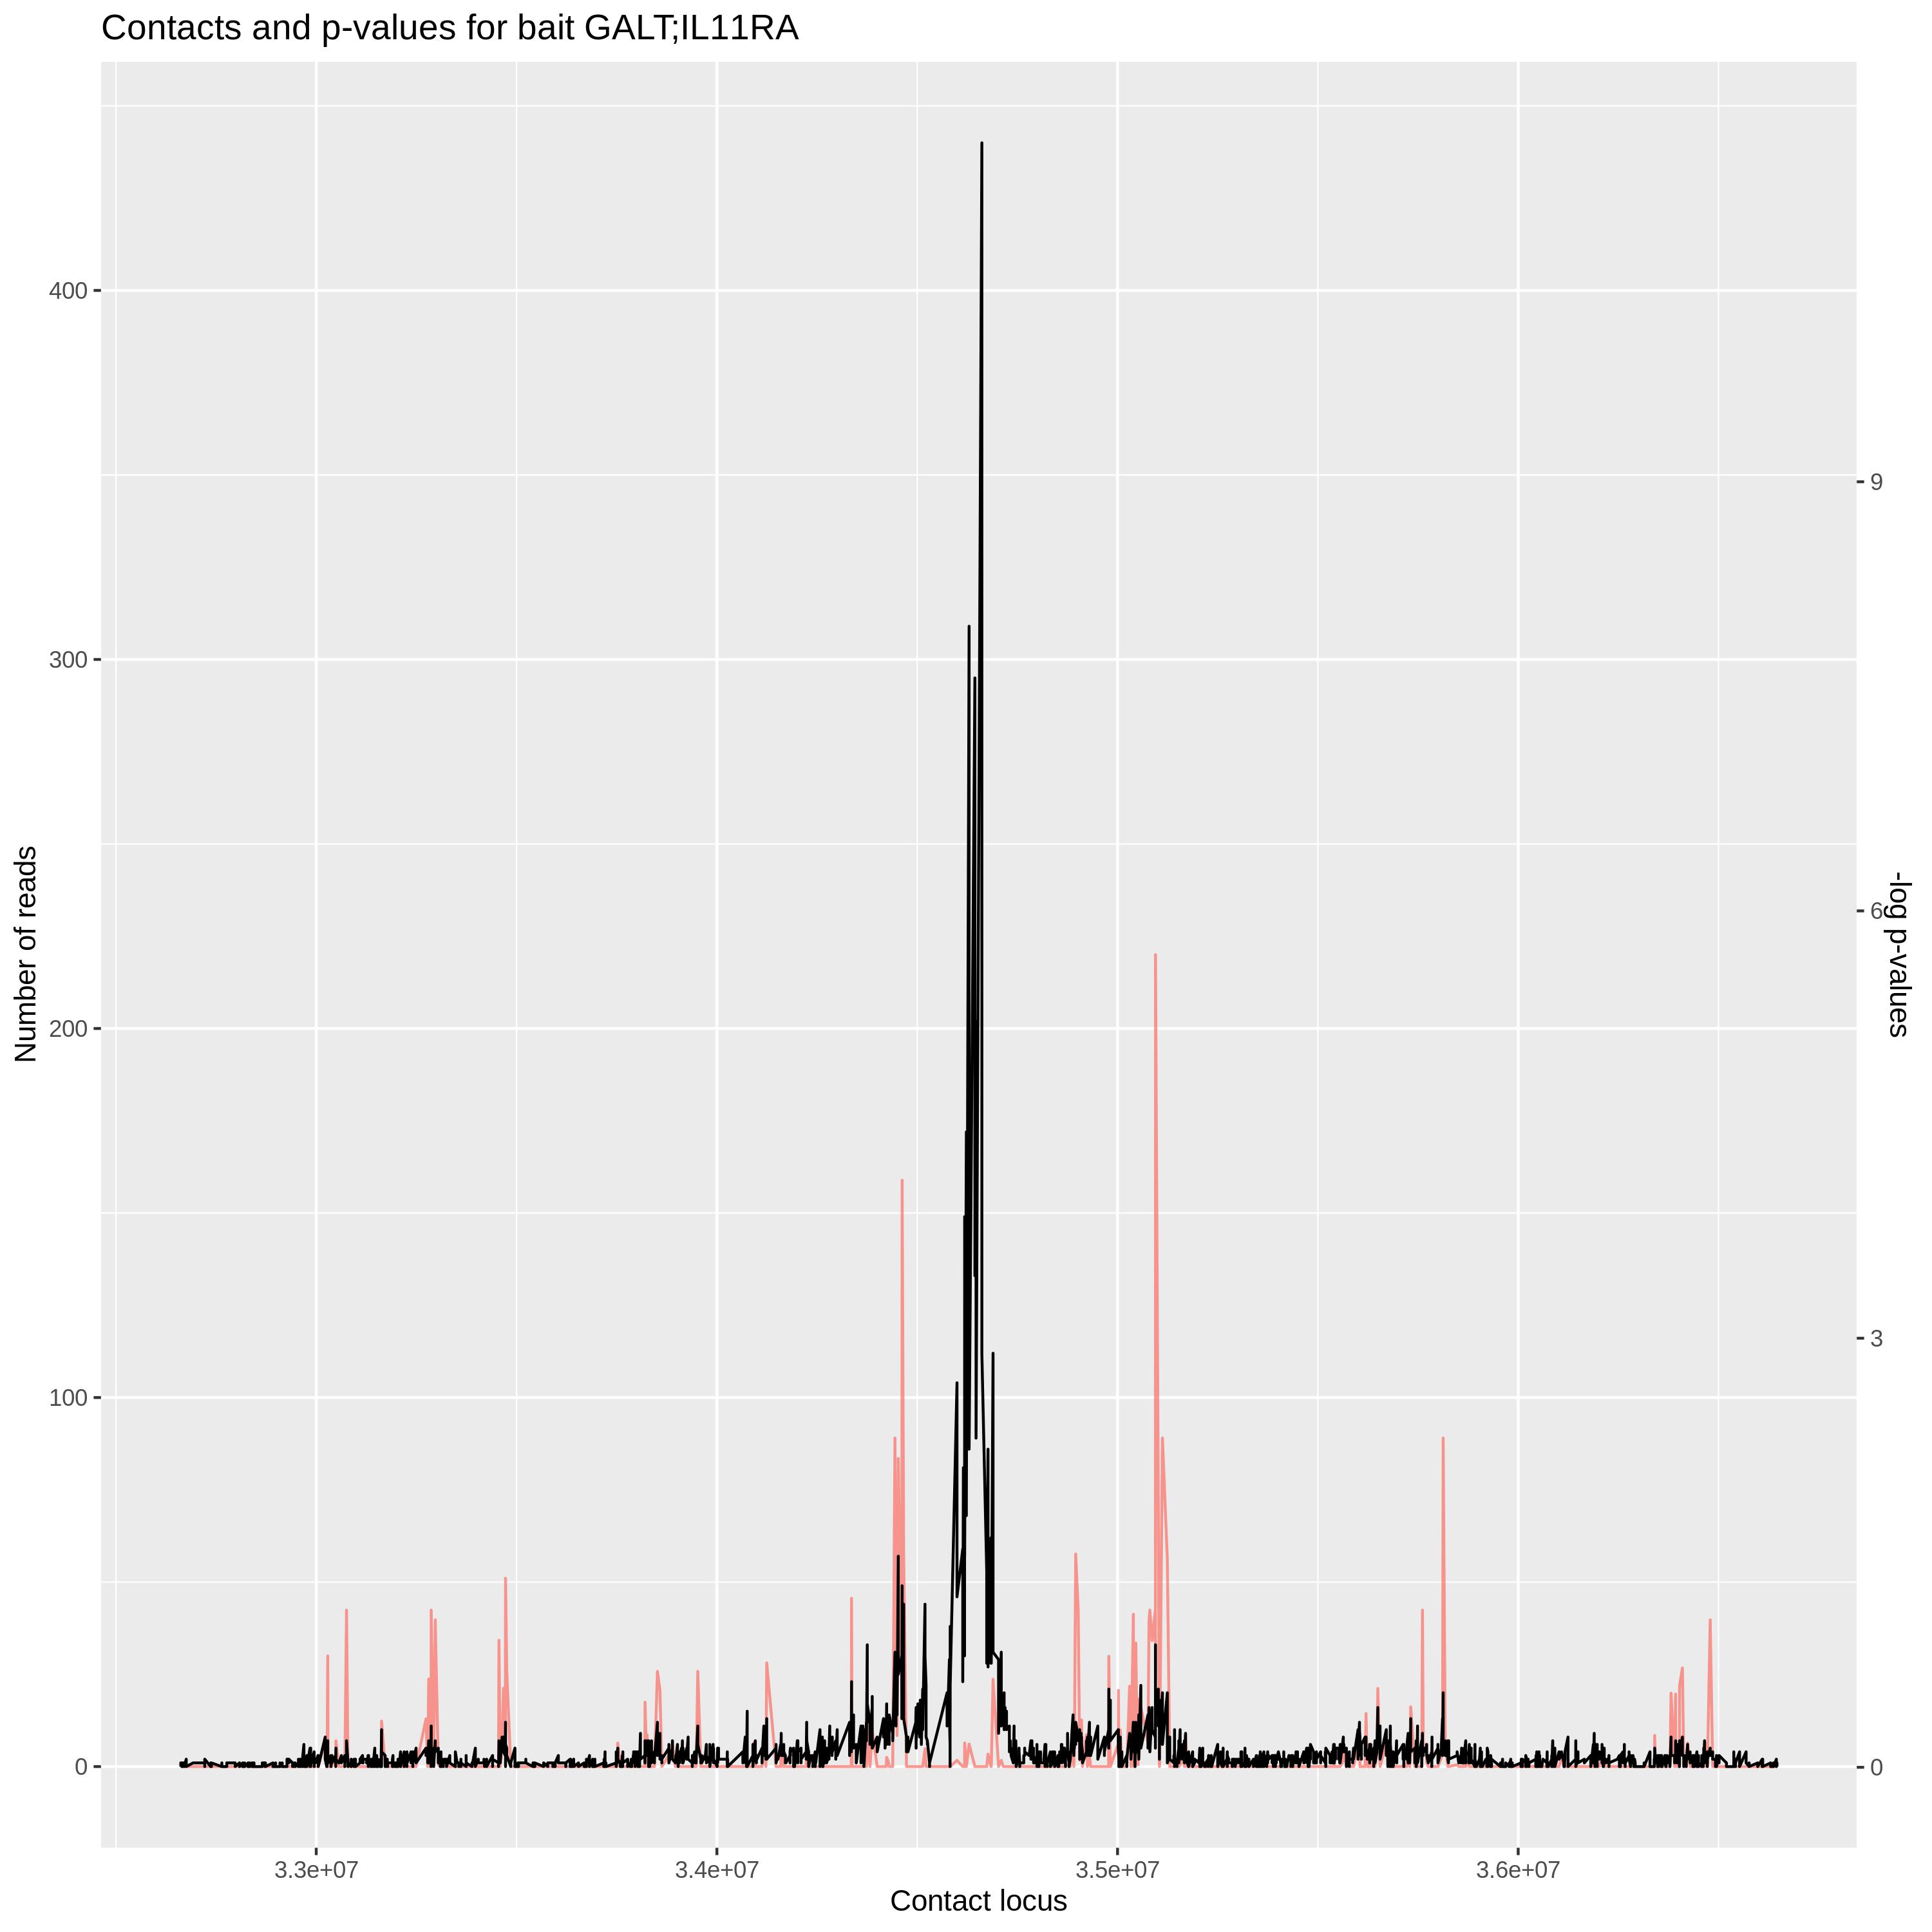 Contacts and p-values for bait GALT;IL11RA
Number of reads
400
300
200
100
0
9
6
3
0
-log p-values
3.3e+07 3.4e+07 3.5e+07 3.6e+07
Contact locus